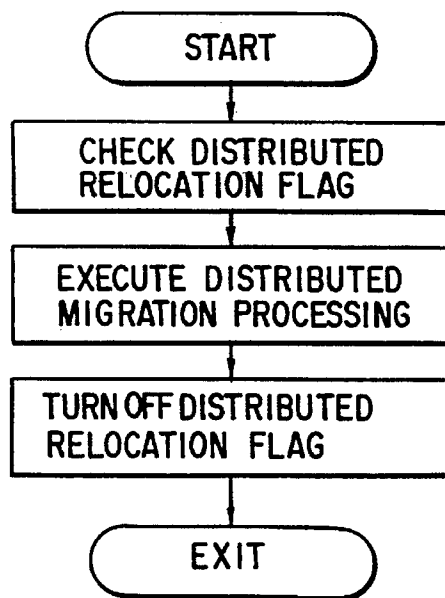 START
CHECK DISTRIBUTED
RELOCATION FLAG
EXECUTE DISTRIBUTED
MIGRATION PROCESSING
TURN OFF DISTRIBUTED
RELOCATION FLAG
EXIT